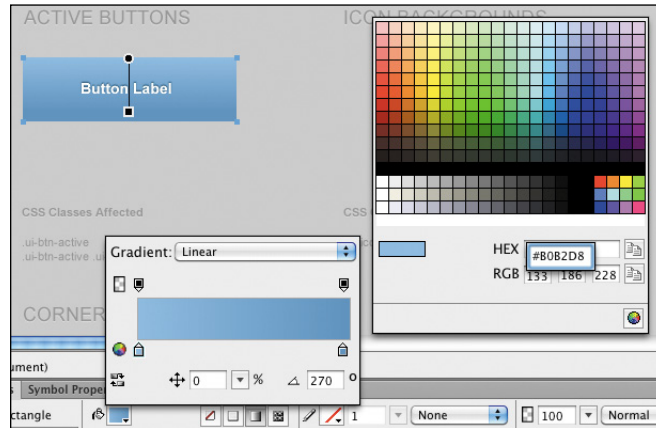 ACTIVE BUTTONS
ICON BACKGROUNDS
Button Label
CSS Classes Affected
CSS
.ui-btn-active
.ui-btn-active .ui
Gradient: Linear
HEX #B0B2D8
RGB 133 186 228
CORNER
0 % 270 °
ument)
Symbol Prope
ctangle
1 None 100 Normal